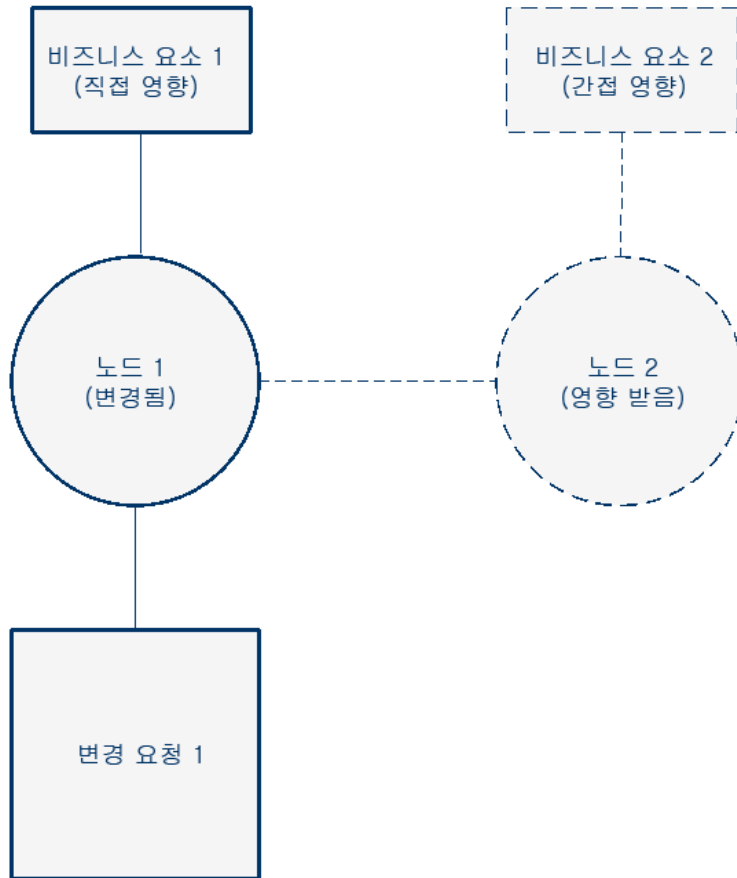 비즈니스 요소 1
(직접 영향)
비즈니스 요소 2
(간접 영향)
노드 1
(변경됨)
노드 2
(영향 받음)
변경 요청 1